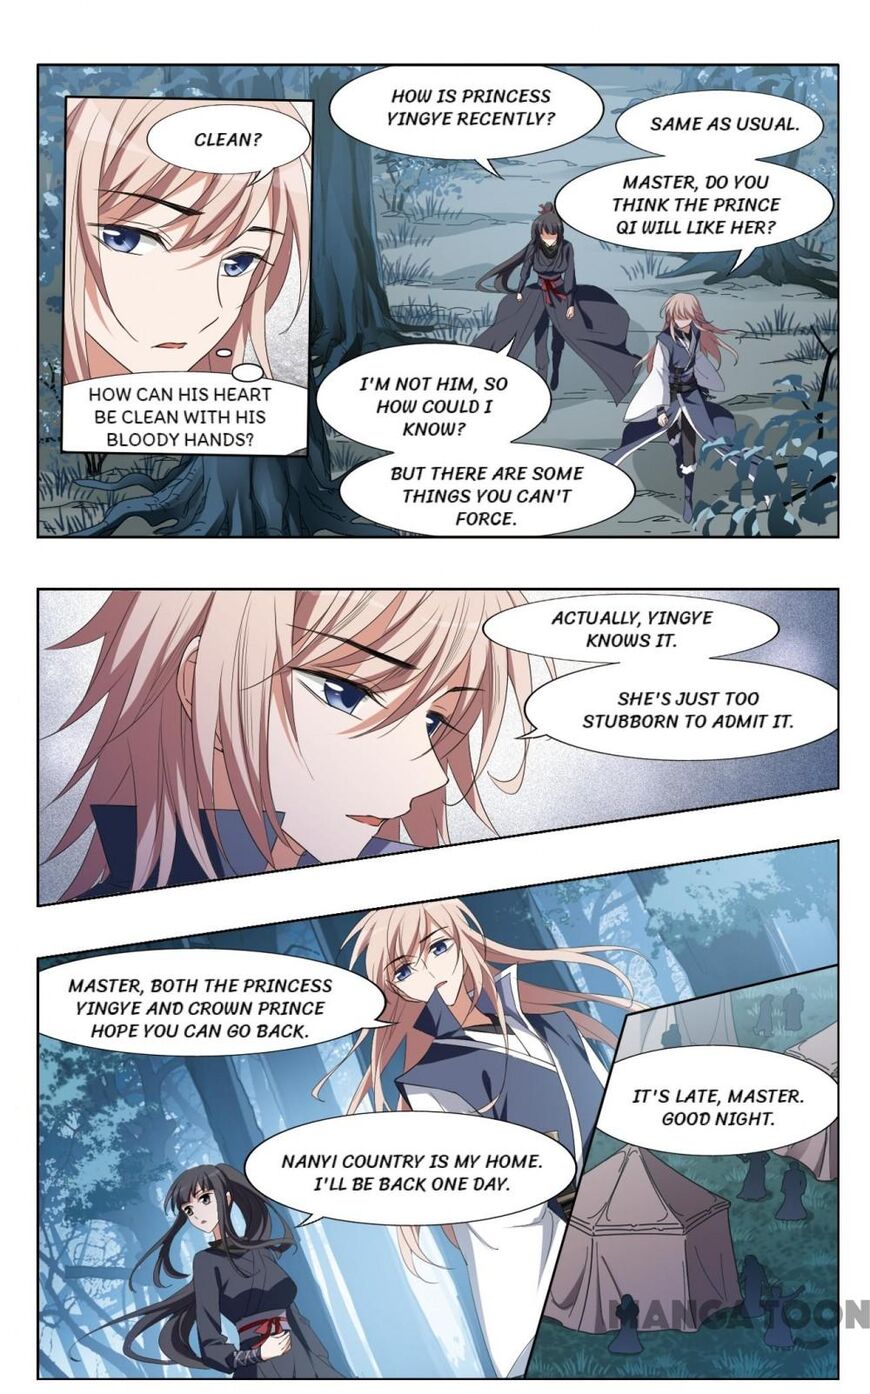 CLEAN?
HOW CAN HIS HEART
BE CLEAN WITH HIS
BLOODY HANDS?
HOW IS PRINCESS
YINGYE RECENTLY?
SAME AS USUAL.
MASTER, DO YOU
THINK THE PRINCE
QI WILL LIKE HER?
I'M NOT HIM, SO
HOW COULD I
KNOW?
BUT THERE ARE SOME
THINGS YOU CAN'T
FORCE.
ACTUALLY, YINGYE
KNOWS IT.
SHE'S JUST TOO
STUBBORN TO ADMIT IT.
MASTER, BOTH THE PRINCESS
YINGYE AND CROWN PRINCE
HOPE YOU CAN GO BACK.
NANYI COUNTRY IS MY HOME.
I'LL BE BACK ONE DAY.
IT'S LATE, MASTER.
GOOD NIGHT.
MANGATOON